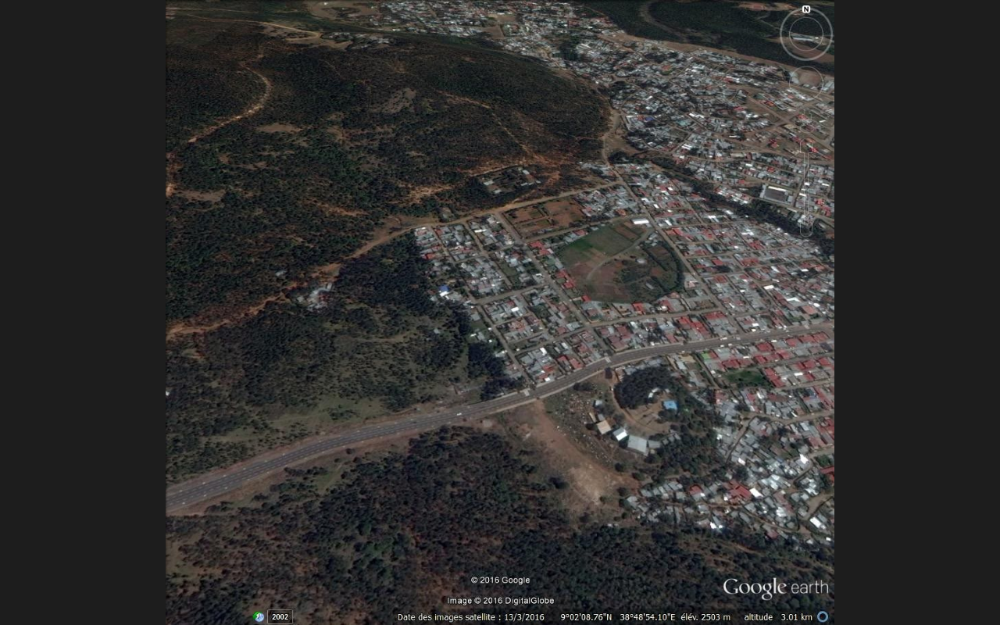 N
© 2016 Google
Google earth
Image © 2016 DigitalGlobe
2002
Date des images satellite : 13/3/2016 9°02'08.76"N 38°48'54.10"E élév. 2503 m altitude 3.01 km